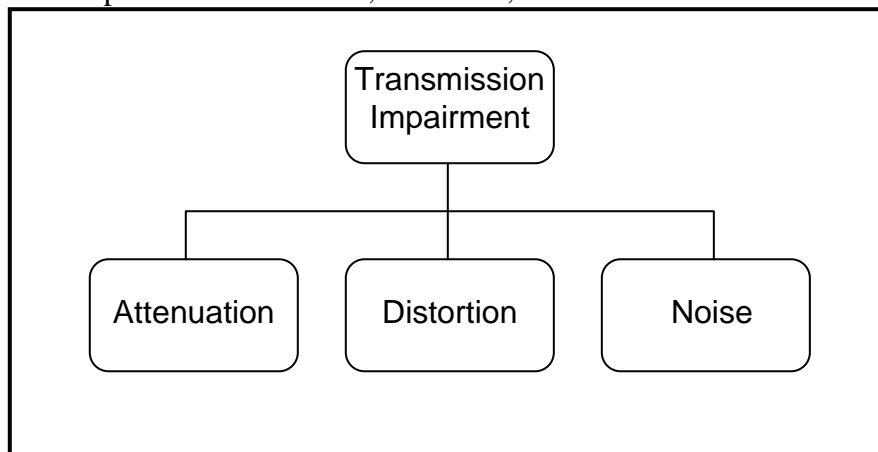 Transmission
Impairment
Attenuation
Distortion
Noise